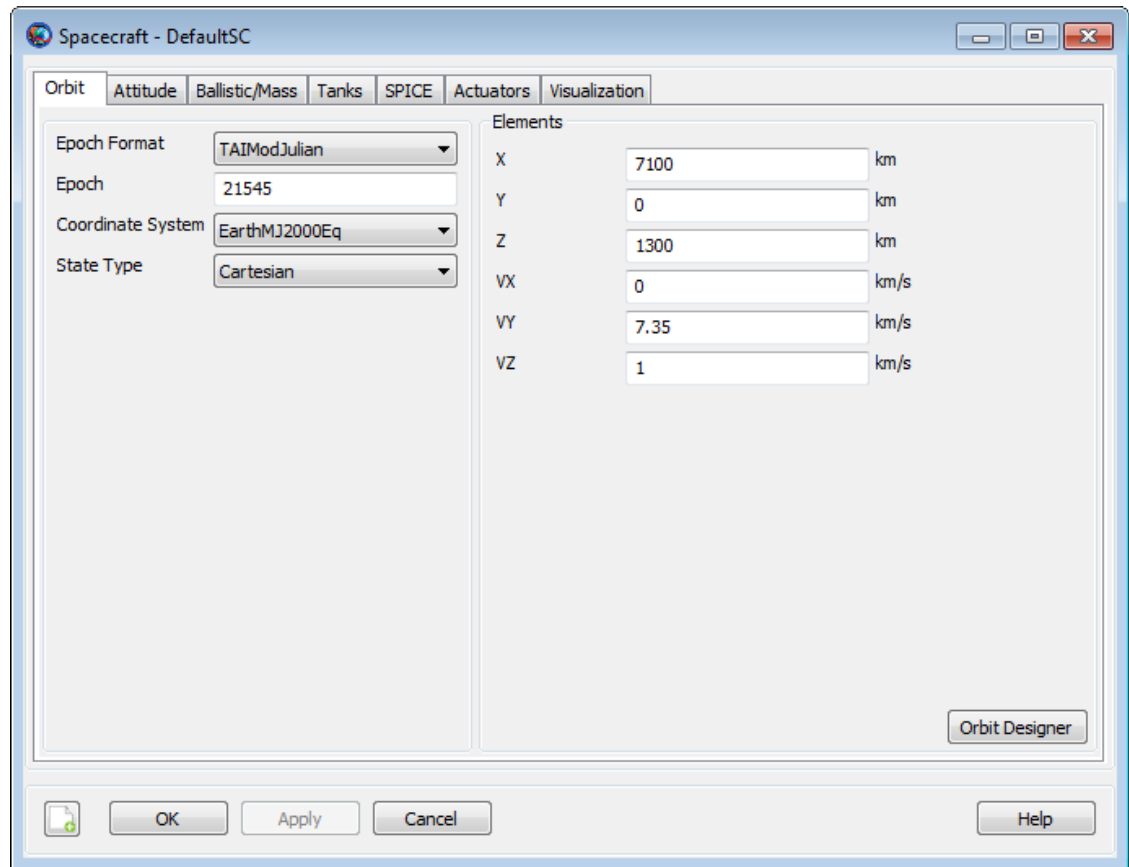 Spacecraft - DefaultSC
Orbit Attitude Ballistic/Mass Tanks SPICE Actuators Visualization
Epoch Format TAIModJulian
Epoch 21545
Coordinate System EarthMJ2000Eq
State Type Cartesian
Elements
X 7100 km
Y 0 km
Z 1300 km
VX 0 km/s
VY 7.35 km/s
VZ 1 km/s
Orbit Designer
OK Apply Cancel Help